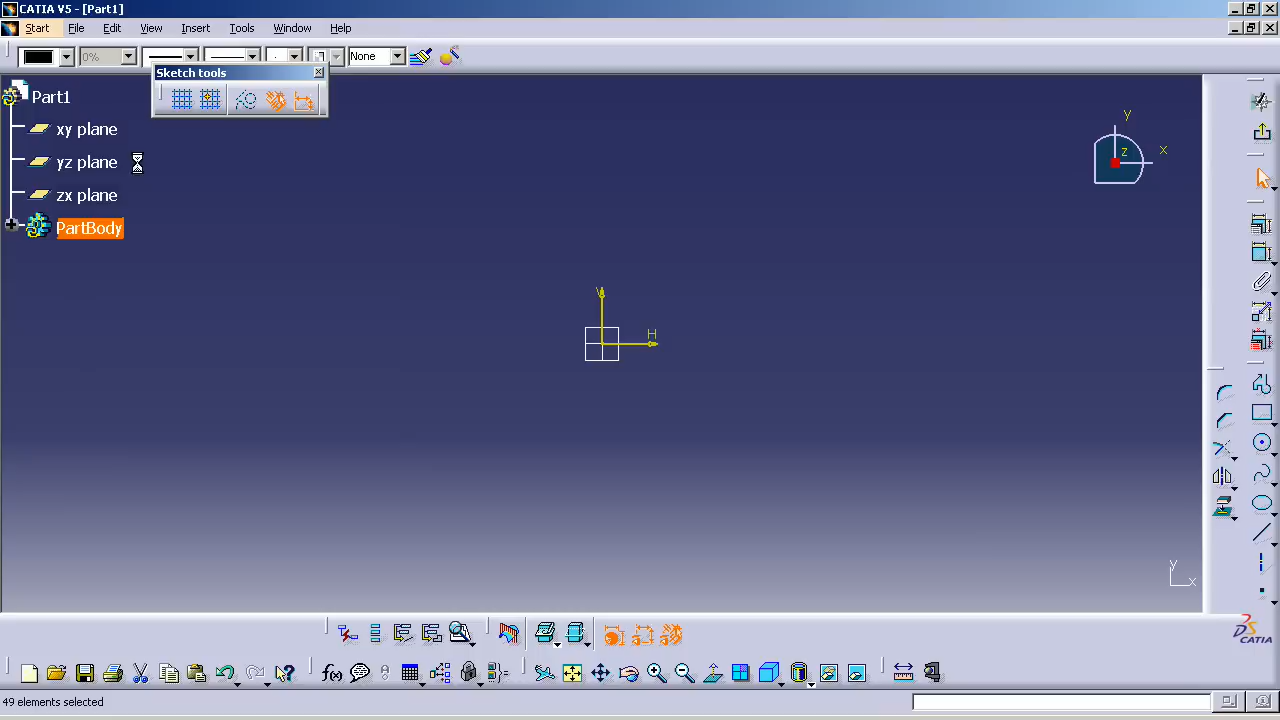 CATIA V5 - [Part1]
Start File Edit View Insert Tools Window Help
0% None
Sketch tools
Part1
xy plane
yz plane
zx plane
PartBody
y
x
z
V
H
y
x
CATIA
f(x)
49 elements selected